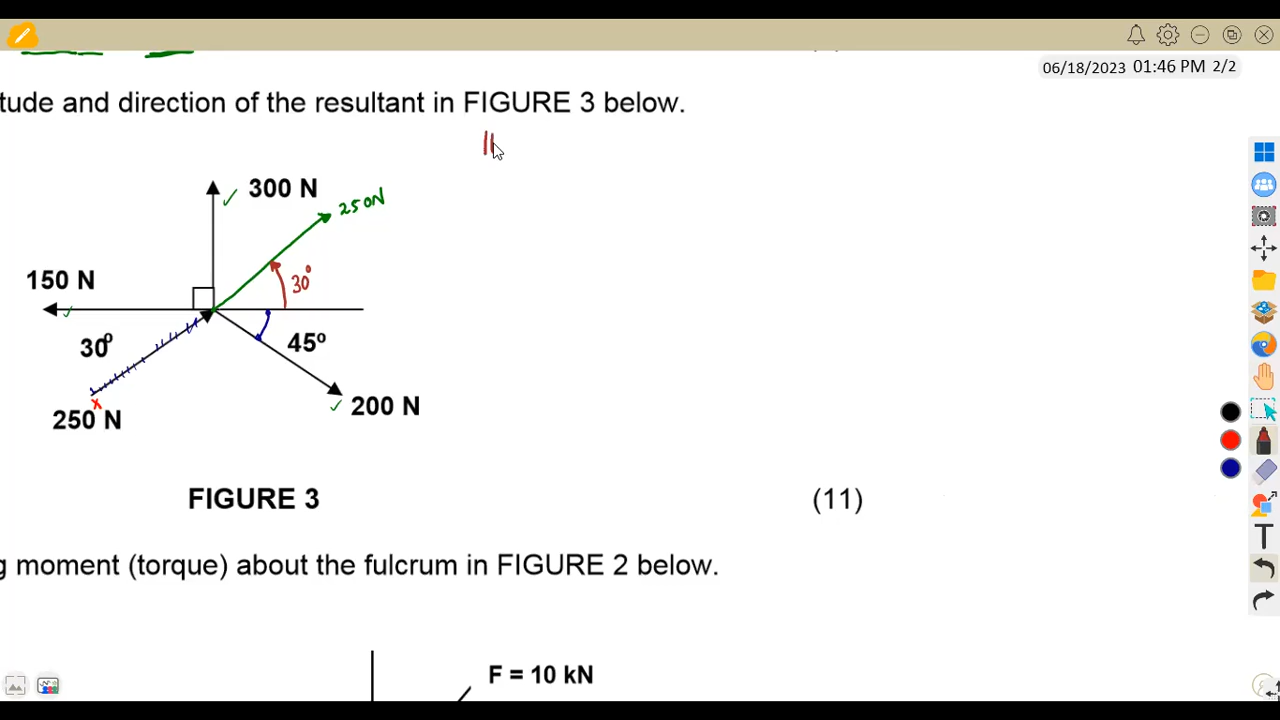 06/18/2023 01:46 PM 2/2
tude and direction of the resultant in FIGURE 3 below.
300 N
250N
150 N
30°
30⁰
45⁰
250 N
200 N
FIGURE 3
(11)
g moment (torque) about the fulcrum in FIGURE 2 below.
F = 10 kN
T